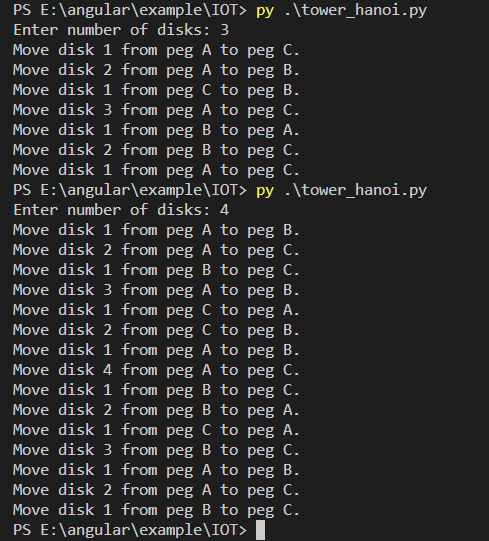 PS E:\angular\example\IOT> py .\tower_hanoi.py
Enter number of disks: 3
Move disk 1 from peg A to peg C.
Move disk 2 from peg A to peg B.
Move disk 1 from peg C to peg B.
Move disk 3 from peg A to peg C.
Move disk 1 from peg B to peg A.
Move disk 2 from peg B to peg C.
Move disk 1 from peg A to peg C.
PS E:\angular\example\IOT> py .\tower_hanoi.py
Enter number of disks: 4
Move disk 1 from peg A to peg B.
Move disk 2 from peg A to peg C.
Move disk 1 from peg B to peg C.
Move disk 3 from peg A to peg B.
Move disk 1 from peg C to peg A.
Move disk 2 from peg C to peg B.
Move disk 1 from peg A to peg B.
Move disk 4 from peg A to peg C.
Move disk 1 from peg B to peg C.
Move disk 2 from peg B to peg A.
Move disk 1 from peg C to peg A.
Move disk 3 from peg B to peg C.
Move disk 1 from peg A to peg B.
Move disk 2 from peg A to peg C.
Move disk 1 from peg B to peg C.
PS E:\angular\example\IOT>